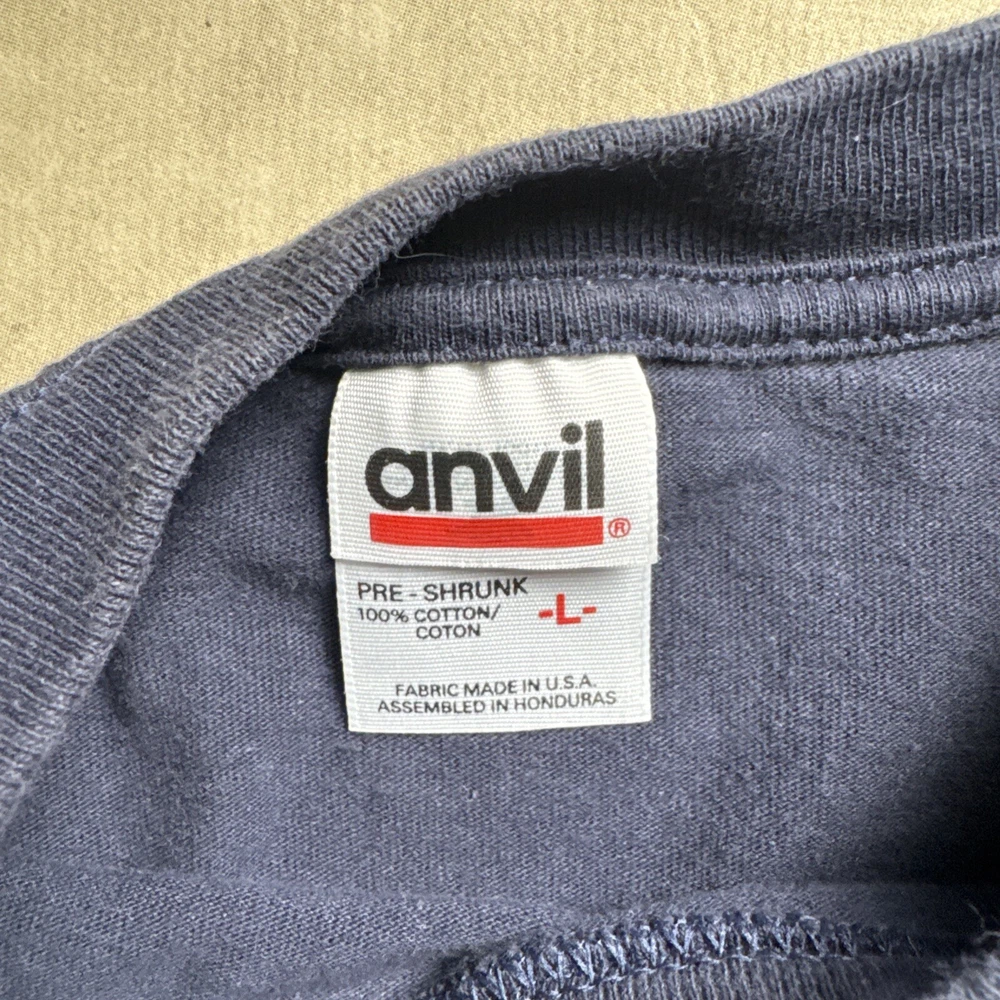 anvil®
PRE - SHRUNK
100% COTTON/
COTON
-L-
FABRIC MADE IN U.S.A.
ASSEMBLED IN HONDURAS